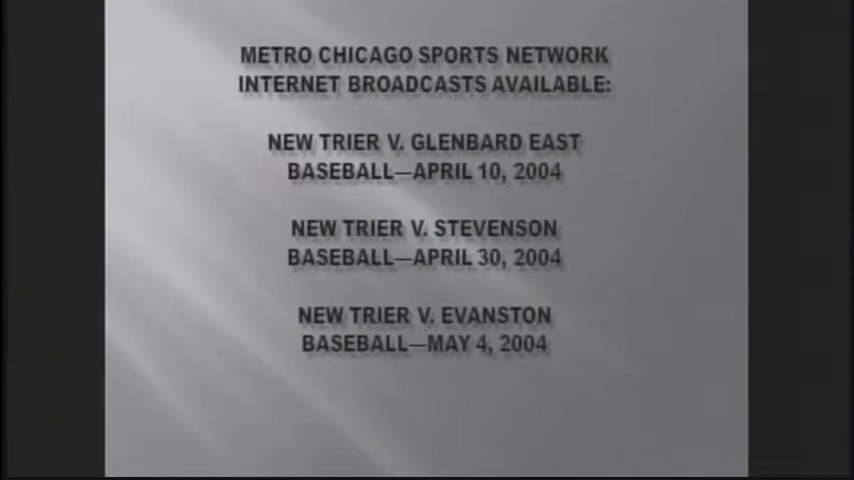 METRO CHICAGO SPORTS NETWORK
INTERNET BROADCASTS AVAILABLE:
NEW TRIER V. GLENBARD EAST
BASEBALL—APRIL 10, 2004
NEW TRIER V. STEVENSON
BASEBALL—APRIL 30, 2004
NEW TRIER V. EVANSTON
BASEBALL—MAY 4, 2004